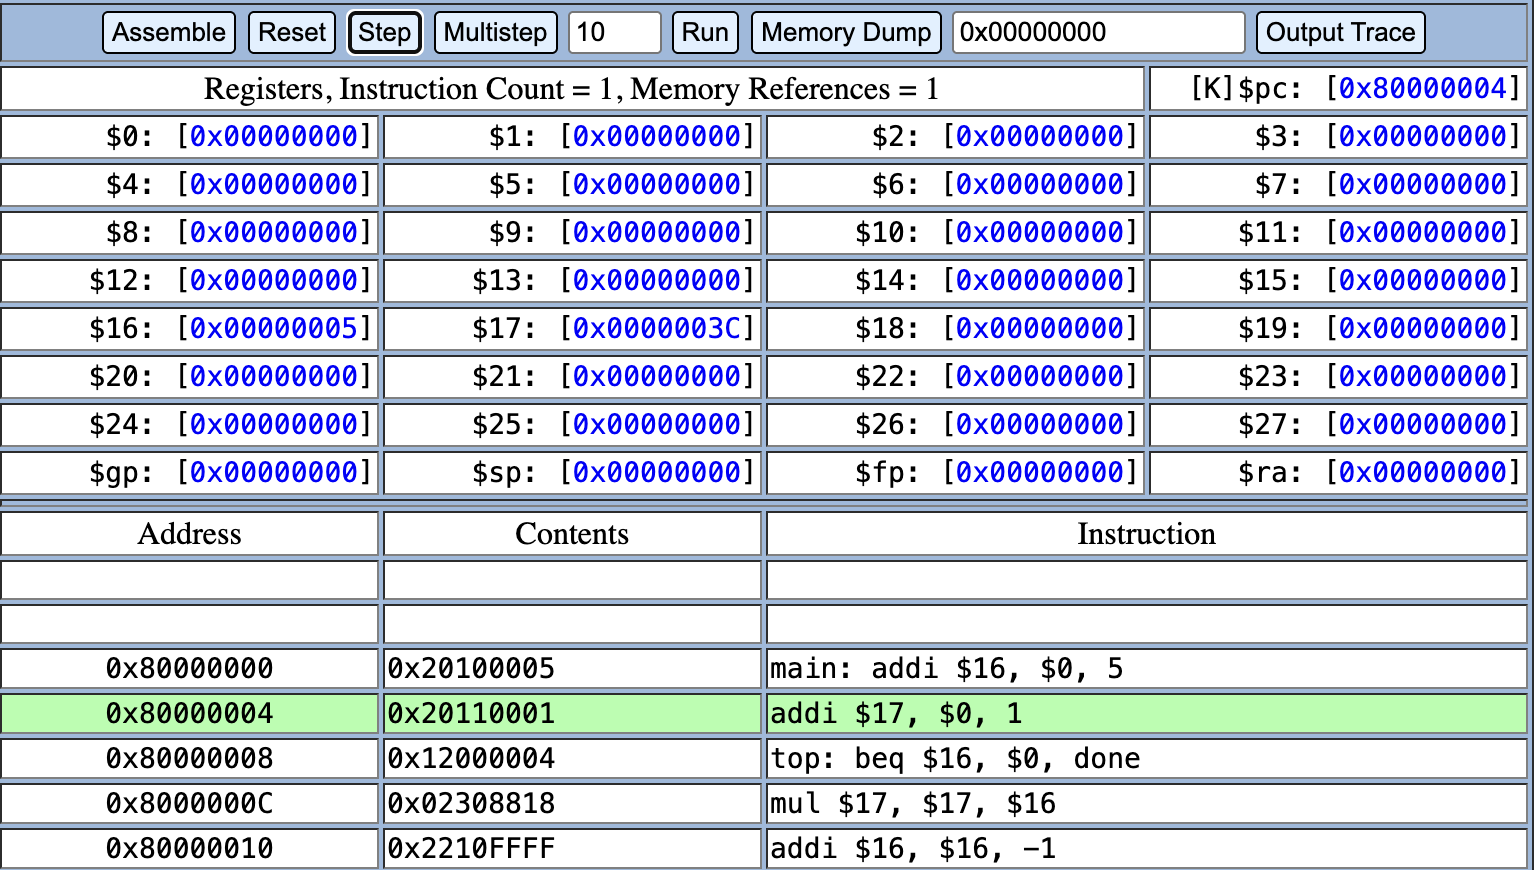 Assemble Reset Step Multistep 10 Run Memory Dump 0x00000000 Output Trace
Registers, Instruction Count = 1, Memory References = 1 [K]$pc: [0x80000004]
$0: [0x00000000] $1: [0x00000000] $2: [0x00000000] $3: [0x00000000]
$4: [0x00000000] $5: [0x00000000] $6: [0x00000000] $7: [0x00000000]
$8: [0x00000000] $9: [0x00000000] $10: [0x00000000] $11: [0x00000000]
$12: [0x00000000] $13: [0x00000000] $14: [0x00000000] $15: [0x00000000]
$16: [0x00000005] $17: [0x0000003C] $18: [0x00000000] $19: [0x00000000]
$20: [0x00000000] $21: [0x00000000] $22: [0x00000000] $23: [0x00000000]
$24: [0x00000000] $25: [0x00000000] $26: [0x00000000] $27: [0x00000000]
$gp: [0x00000000] $sp: [0x00000000] $fp: [0x00000000] $ra: [0x00000000]
Address Contents Instruction
0x80000000 0x20100005 main: addi $16, $0, 5
0x80000004 0x20110001 addi $17, $0, 1
0x80000008 0x12000004 top: beq $16, $0, done
0x8000000C 0x02308818 mul $17, $17, $16
0x80000010 0x2210FFFF addi $16, $16, -1